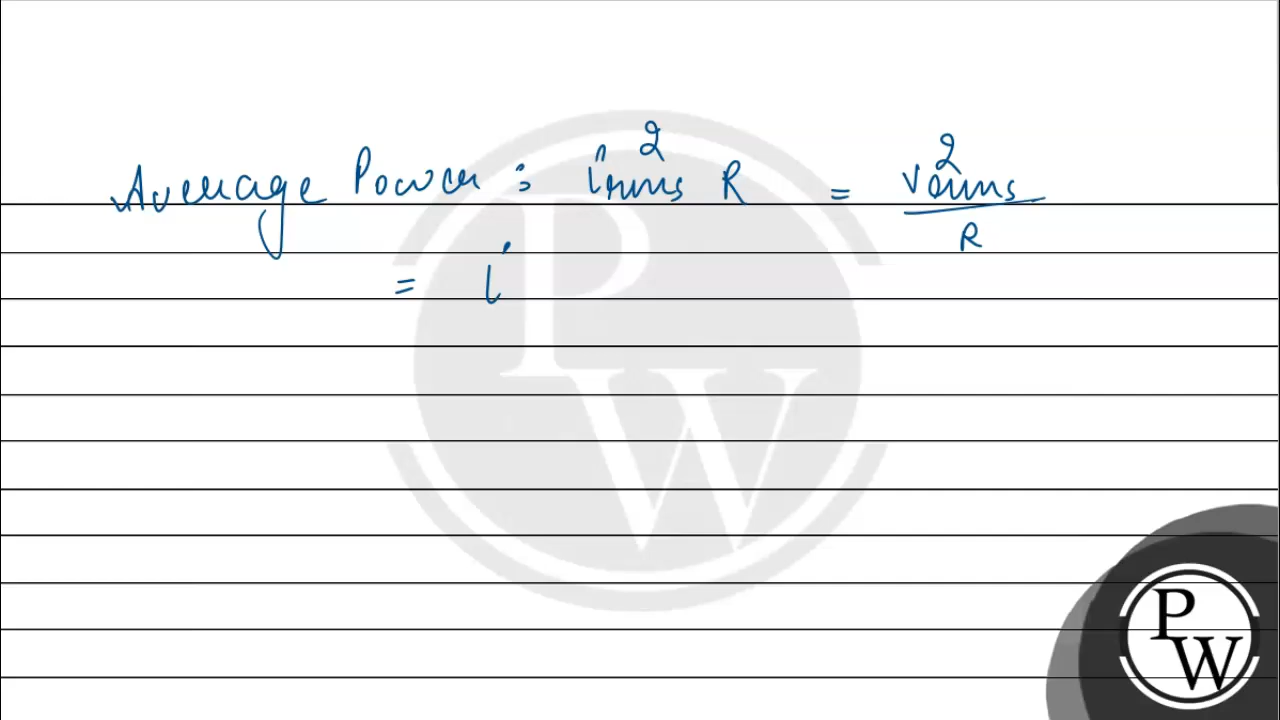 Average Power : i²rms R = v²rms / R
= i
P
W
P
W